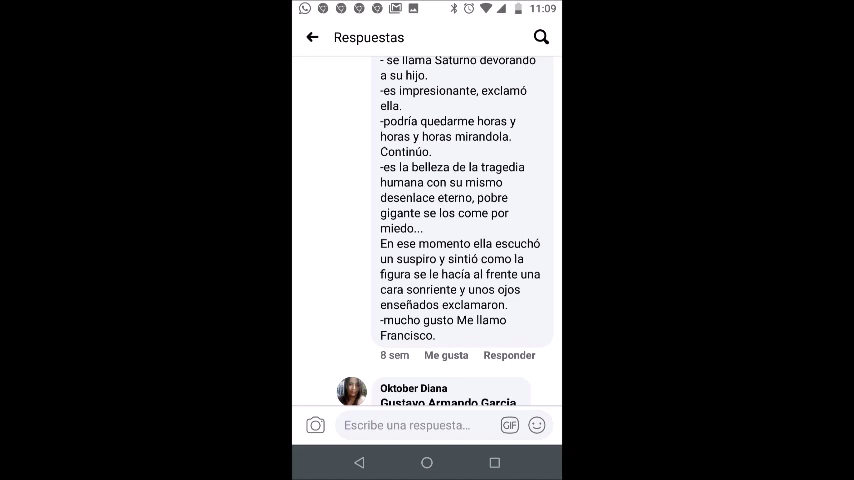 11:09
Respuestas
- se llama Saturno devorando
a su hijo.
-es impresionante, exclamó
ella.
-podría quedarme horas y
horas y horas mirandola.
Continúo.
-es la belleza de la tragedia
humana con su mismo
desenlace eterno, pobre
gigante se los come por
miedo...
En ese momento ella escuchó
un suspiro y sintió como la
figura se le hacía al frente una
cara sonriente y unos ojos
enseñados exclamaron.
-mucho gusto Me llamo
Francisco.
8 sem Me gusta Responder
Oktober Diana
Gustavo Armando Garcia
Escribe una respuesta... GIF